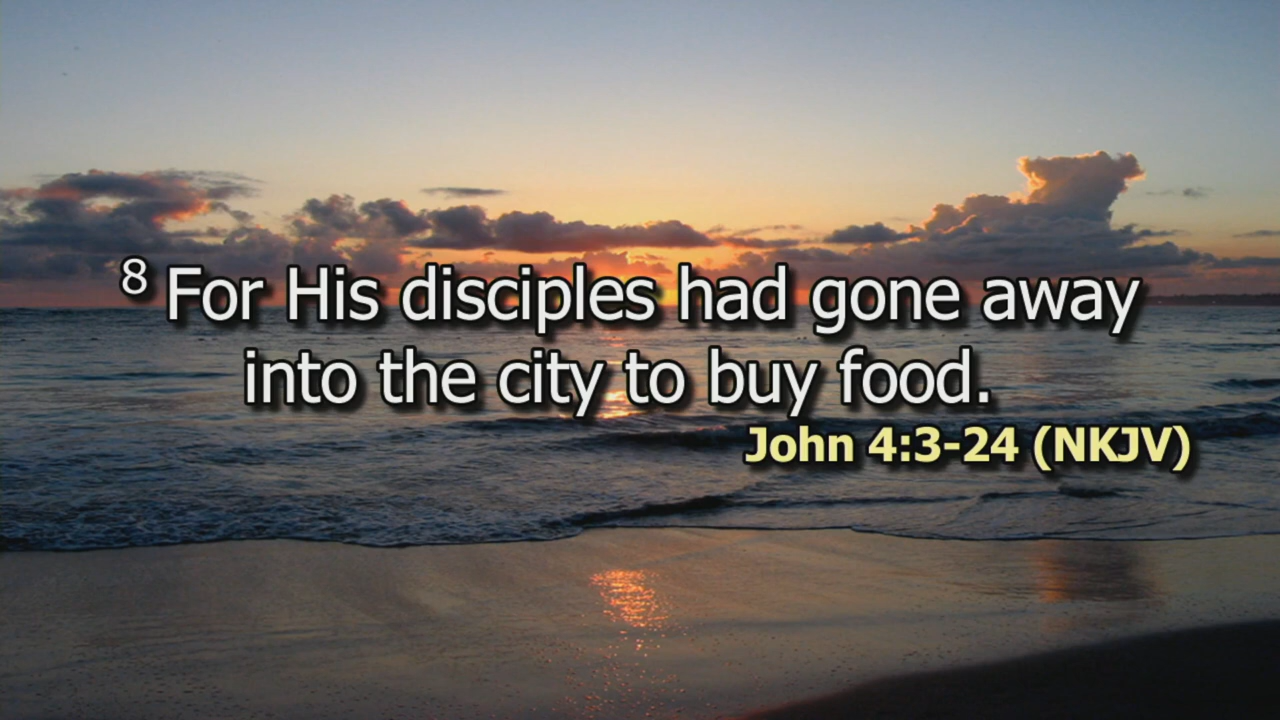 8 For His disciples had gone away
into the city to buy food.
John 4:3-24 (NKJV)